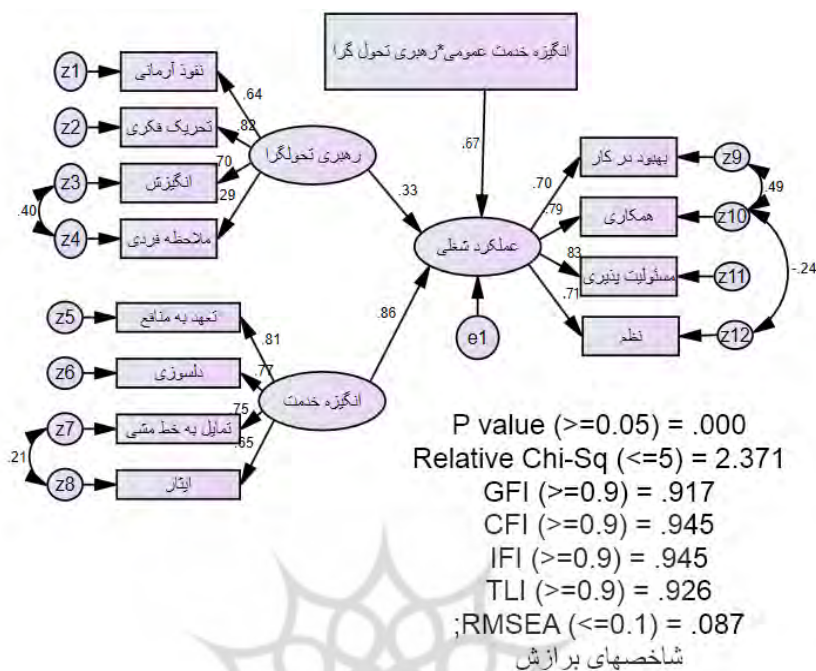 انگیزه خدمت عمومی*رهبری تحول گرا
.67
z1
نفوذ آرمانی
.64
z2
تحریک فکری
.82
z3
انگیزش
.70
z4
ملاحظه فردی
.29
.40
رهبری تحولگرا
.33
z5
تعهد به منافع
.81
z6
دلسوزی
.77
z7
تمایل به خط مشی
.75
z8
ایثار
.65
.21
انگیزه خدمت
.86
عملکرد شغلی
e1
بهبود در کار
.70
z9
همکاری
.79
z10
مسئولیت پذیری
.83
z11
نظم
.71
z12
.49
-.24
P value (>=0.05) = .000
Relative Chi-Sq (<=5) = 2.371
GFI (>=0.9) = .917
CFI (>=0.9) = .945
IFI (>=0.9) = .945
TLI (>=0.9) = .926
;RMSEA (<=0.1) = .087
شاخصهای برازش